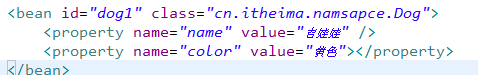 <bean id="dog1" class="cn.itheima.namsapce.Dog">
<property name="name" value="吉娃娃" />
<property name="color" value="黄色"></property>
</bean>